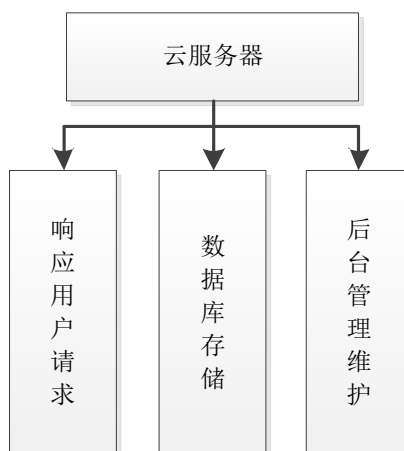 云服务器
响应用户请求
数据库存储
后台管理维护